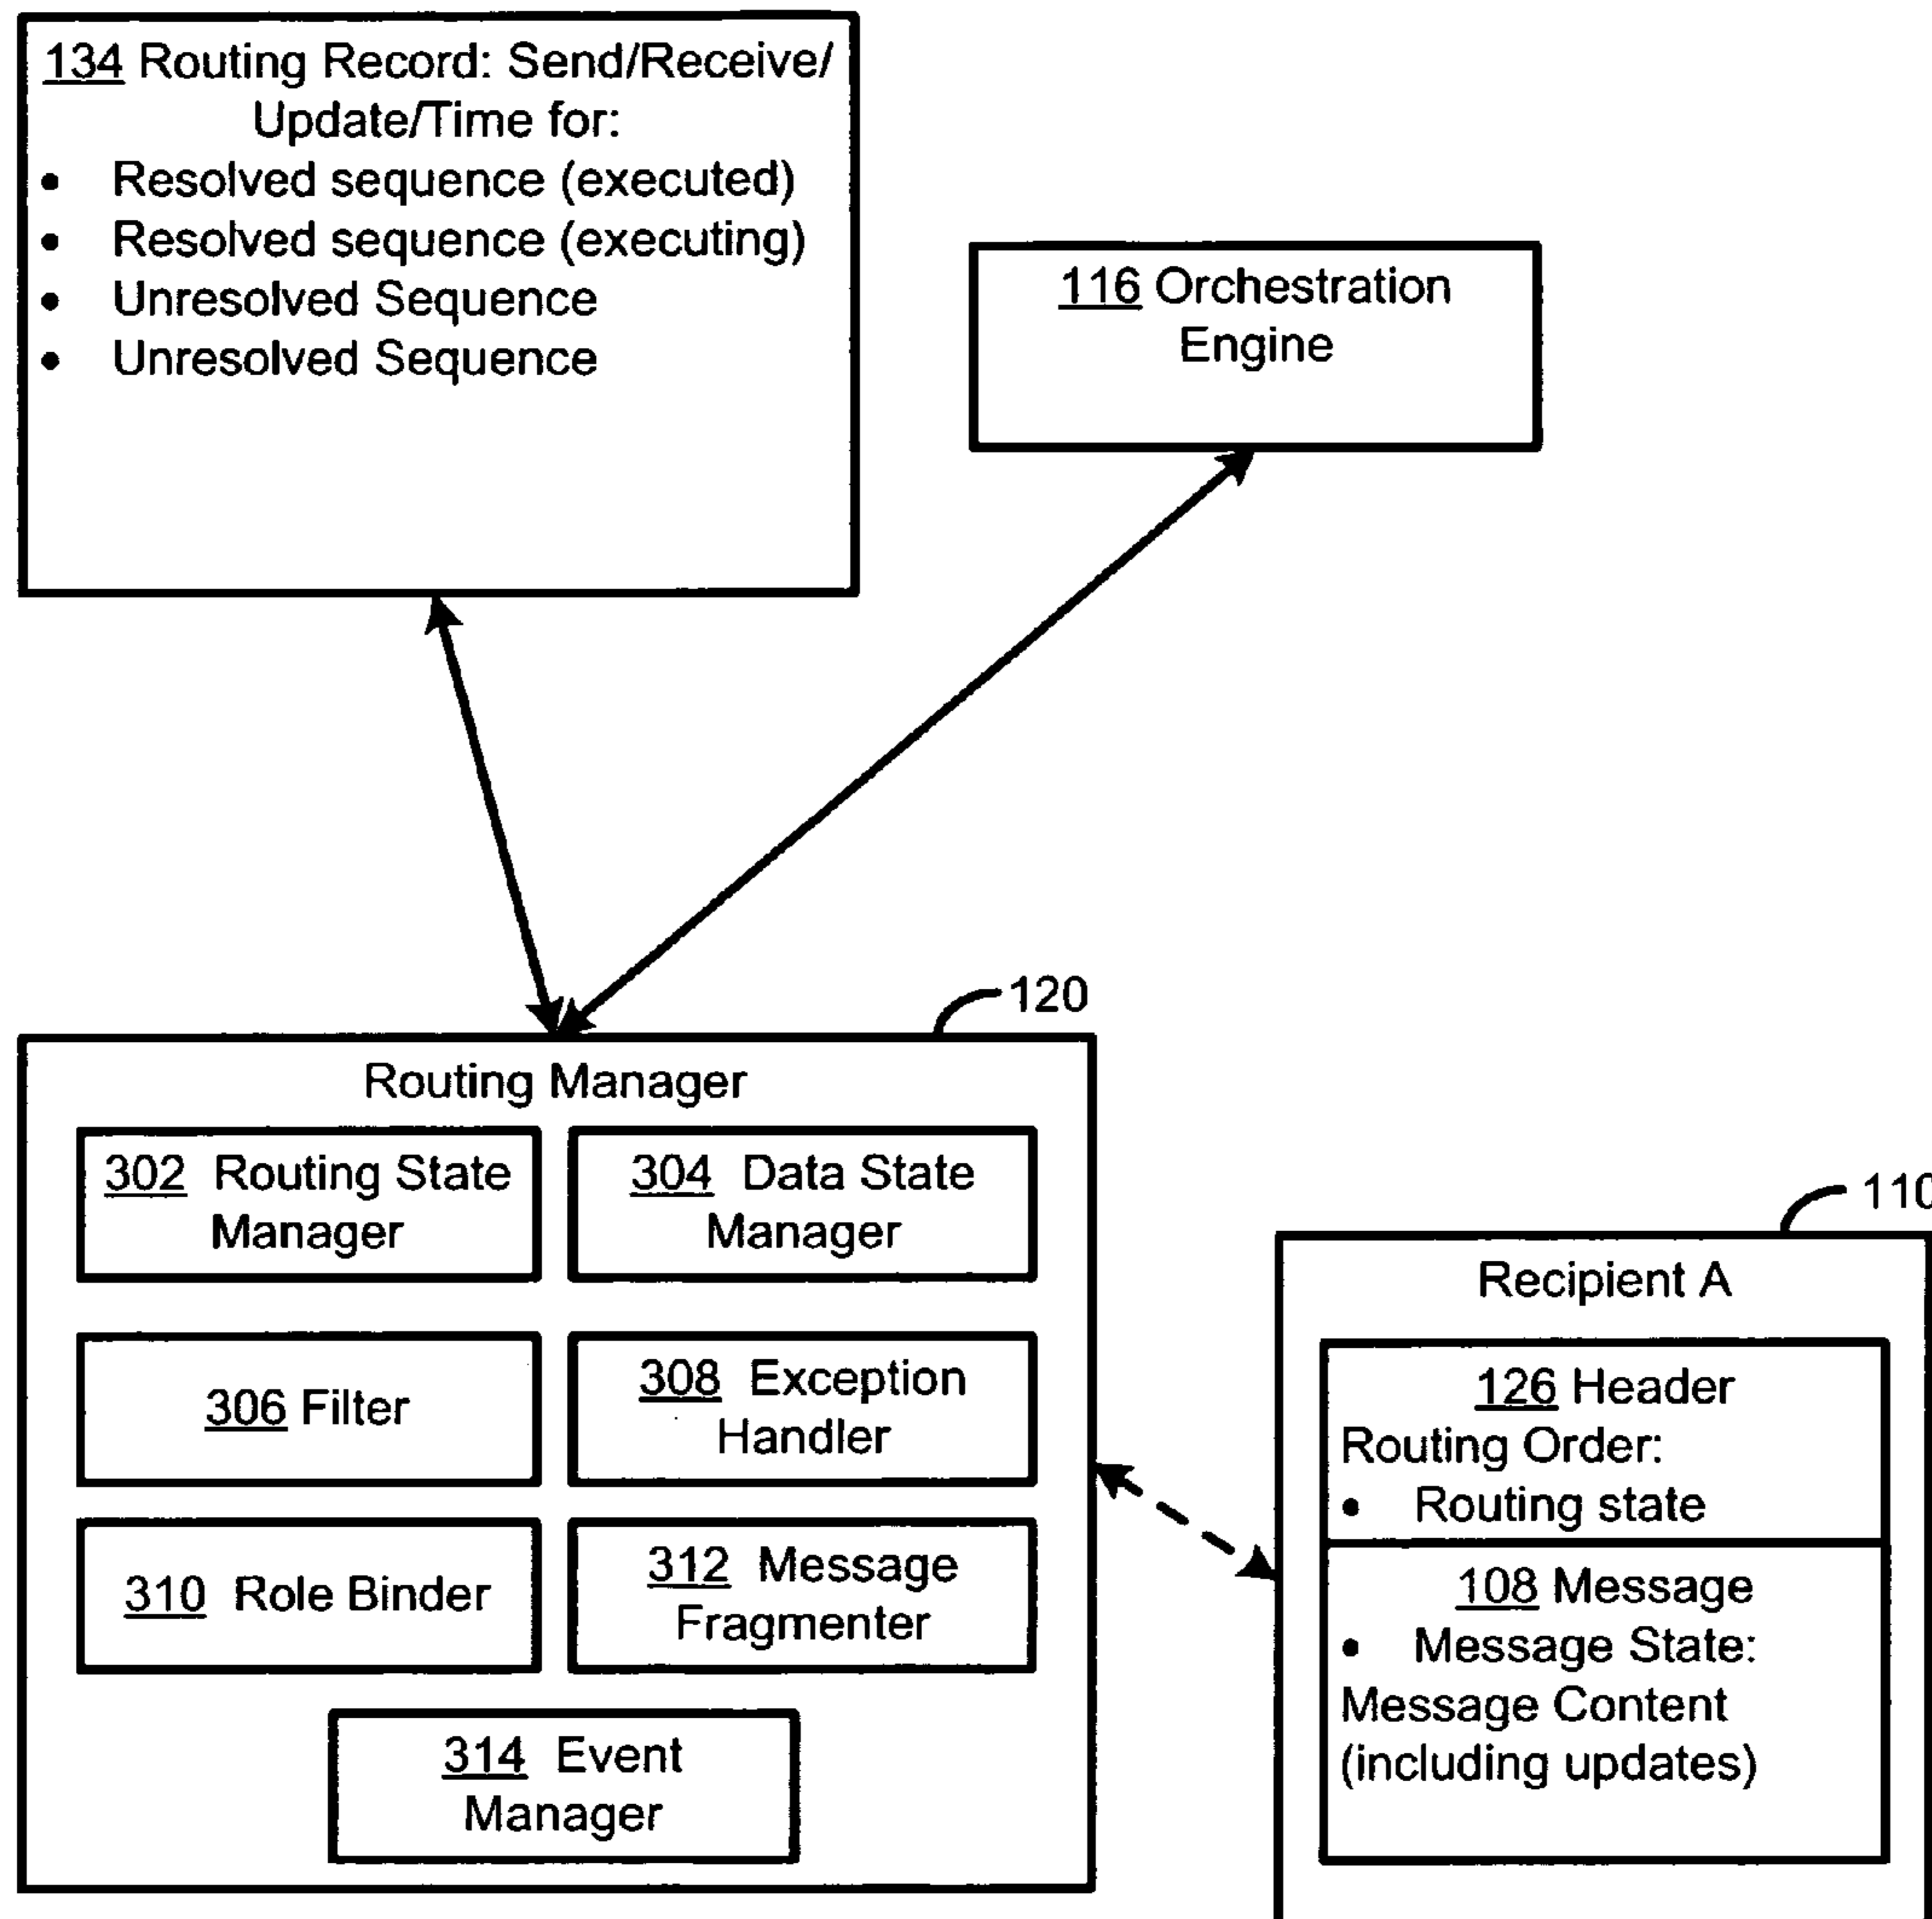 134 Routing Record: Send/Receive/
Update/Time for:
• Resolved sequence (executed)
• Resolved sequence (executing)
• Unresolved Sequence
• Unresolved Sequence
116 Orchestration
Engine
120
Routing Manager
302 Routing State
Manager
304 Data State
Manager
306 Filter
308 Exception
Handler
310 Role Binder
312 Message
Fragmenter
314 Event
Manager
110
Recipient A
126 Header
Routing Order:
• Routing state
108 Message
• Message State:
Message Content
(including updates)